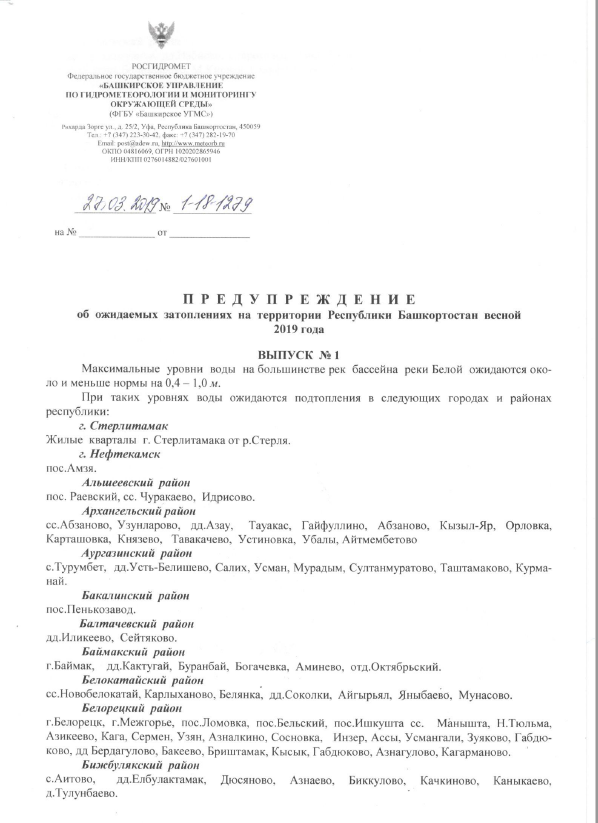 РОСГИДРОМЕТ
Федеральное государственное бюджетное учреждение
«БАШКИРСКОЕ УПРАВЛЕНИЕ
ПО ГИДРОМЕТЕОРОЛОГИИ И МОНИТОРИНГУ
ОКРУЖАЮЩЕЙ СРЕДЫ»
(ФГБУ «Башкирское УГМС»)
Рихарда Зорге ул., д. 25/2, Уфа, Республика Башкортостан, 450059
Тел.: +7 (347) 223-30-42, факс: +7 (347) 282-19-70
Email: post@adew.ru, http://www.meteorb.ru
ОКПО 04816069, ОГРН 1020202865946
ИНН/КПП 0276014882/027601001
27.03.2019 № 1-18-1279
на № от
ПРЕДУПРЕЖДЕНИЕ
об ожидаемых затоплениях на территории Республики Башкортостан весной
2019 года
ВЫПУСК № 1
Максимальные уровни воды на большинстве рек бассейна реки Белой ожидаются око-
ло и меньше нормы на 0,4 – 1,0 м.
При таких уровнях воды ожидаются подтопления в следующих городах и районах
республики:
г. Стерлитамак
Жилые кварталы г. Стерлитамака от р.Стерля.
г. Нефтекамск
пос.Амзя.
Альшеевский район
пос. Раевский, сс. Чуракаево, Идрисово.
Архангельский район
сс.Абзаново, Узунларово, дд.Азау, Тауакас, Гайфуллино, Абзаново, Кызыл-Яр, Орловка,
Карташовка, Князево, Тавакачево, Устиновка, Убалы, Айтмембетово
Аургазинский район
с.Турумбет, дд.Усть-Белишево, Салих, Усман, Мурадым, Султанмуратово, Таштамаково, Курма-
най.
Бакалинский район
пос.Пенькозавод.
Балтачевский район
дд.Иликеево, Сейтяково.
Баймакский район
г.Баймак, дд.Кактугай, Буранбай, Богачевка, Аминево, отд.Октябрьский.
Белокатайский район
сс.Новобелокатай, Карлыханово, Белянка, дд.Соколки, Айгырьял, Яныбаево, Мунасово.
Белорецкий район
г.Белорецк, г.Межгорье, пос.Ломовка, пос.Бельский, пос.Ишкушта сс. Манышта, Н.Тюльма,
Азикеево, Кага, Сермен, Узян, Азналкино, Сосновка, Инзер, Ассы, Усмангали, Зуяково, Габдю-
ково, дд Бердагулово, Бакеево, Бриштамак, Кысык, Габдюково, Азнагулово, Кагарманово.
Бижбулякский район
с.Аитово, дд.Елбулактамак, Дюсяново, Азнаево, Биккулово, Качкиново, Каныкаево,
д.Тулунбаево.